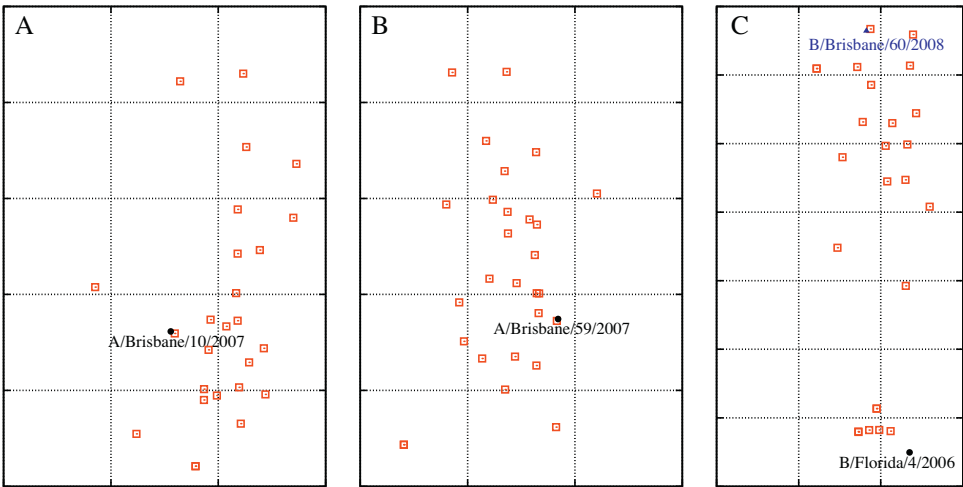 A
B
C
B/Brisbane/60/2008
A/Brisbane/10/2007
A/Brisbane/59/2007
B/Florida/4/2006